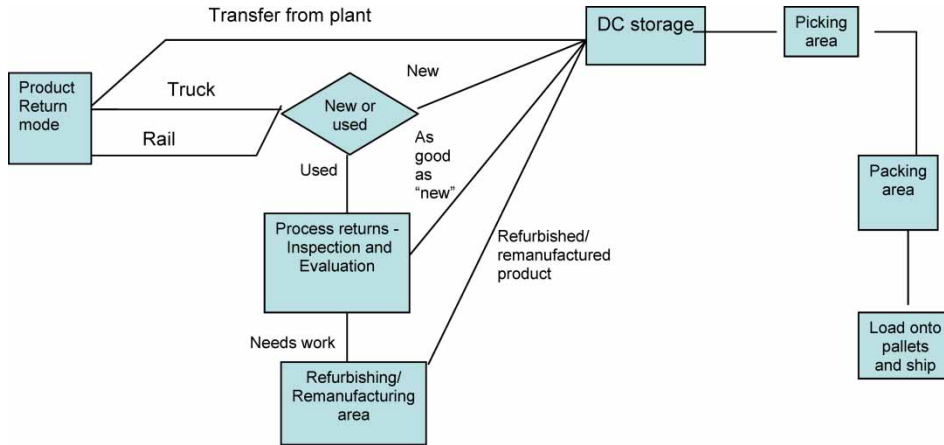 Transfer from plant
DC storage
Picking
area
Product
Return
mode
Truck
Rail
New or
used
New
Used
As
good
as
“new”
Packing
area
Process returns -
Inspection and
Evaluation
Refurbished/
remanufactured
product
Needs work
Refurbishing/
Remanufacturing
area
Load onto
pallets
and ship